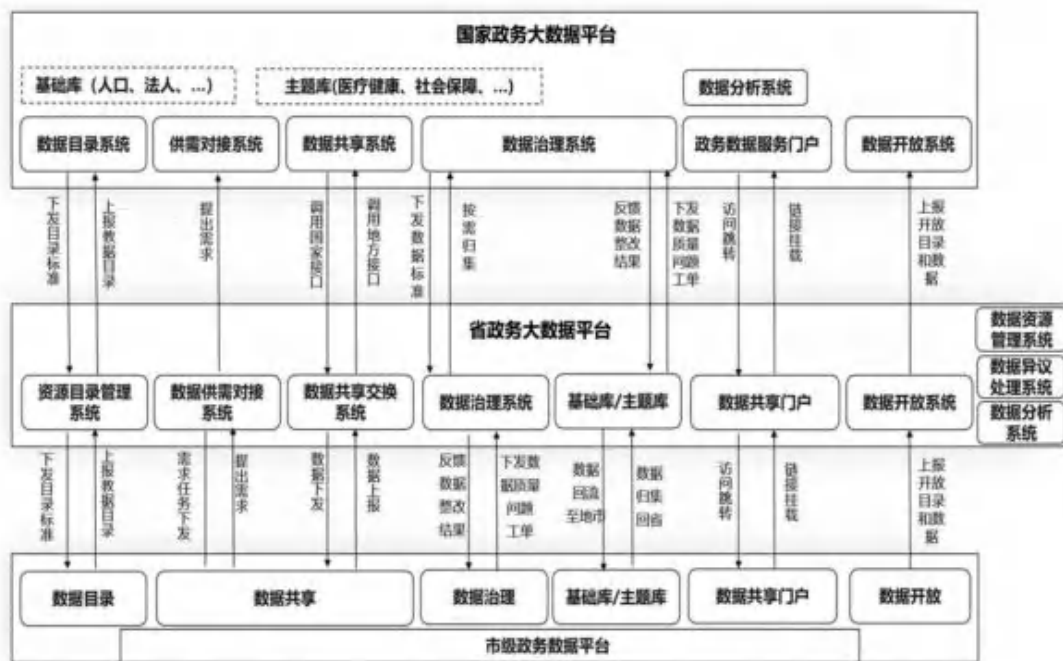 国家政务大数据平台
基础库（人口、法人、...）
主题库(医疗健康、社会保障、...)
数据分析系统
数据目录系统
供需对接系统
数据共享系统
数据治理系统
政务数据服务门户
数据开放系统
下发目录标准
上报数据目录
提出需求
调用国家接口
调用地方接口
下发数据标准
按需归集
反馈
数据
整改
结果
下发
数据
质量
问题
工单
访问跳转
链接挂载
上报
开放
目录
和数
据
省政务大数据平台
数据资源
管理系统
数据异议
处理系统
数据分析
系统
资源目录管理
系统
数据供需对接
系统
数据共享交换
系统
数据治理系统
基础库/主题库
数据共享门户
数据开放系统
下发目录标准
上报数据目录
需求任务下发
提出需求
数据下发
数据上报
反馈
数据
整改
结果
下发数
据质量
问题
工单
数据
回流
至地市
数据
归集
回省
访问跳转
链接挂载
上报
开放
目录
和数
据
数据目录
数据共享
数据治理
基础库/主题库
数据共享门户
数据开放
市级政务数据平台